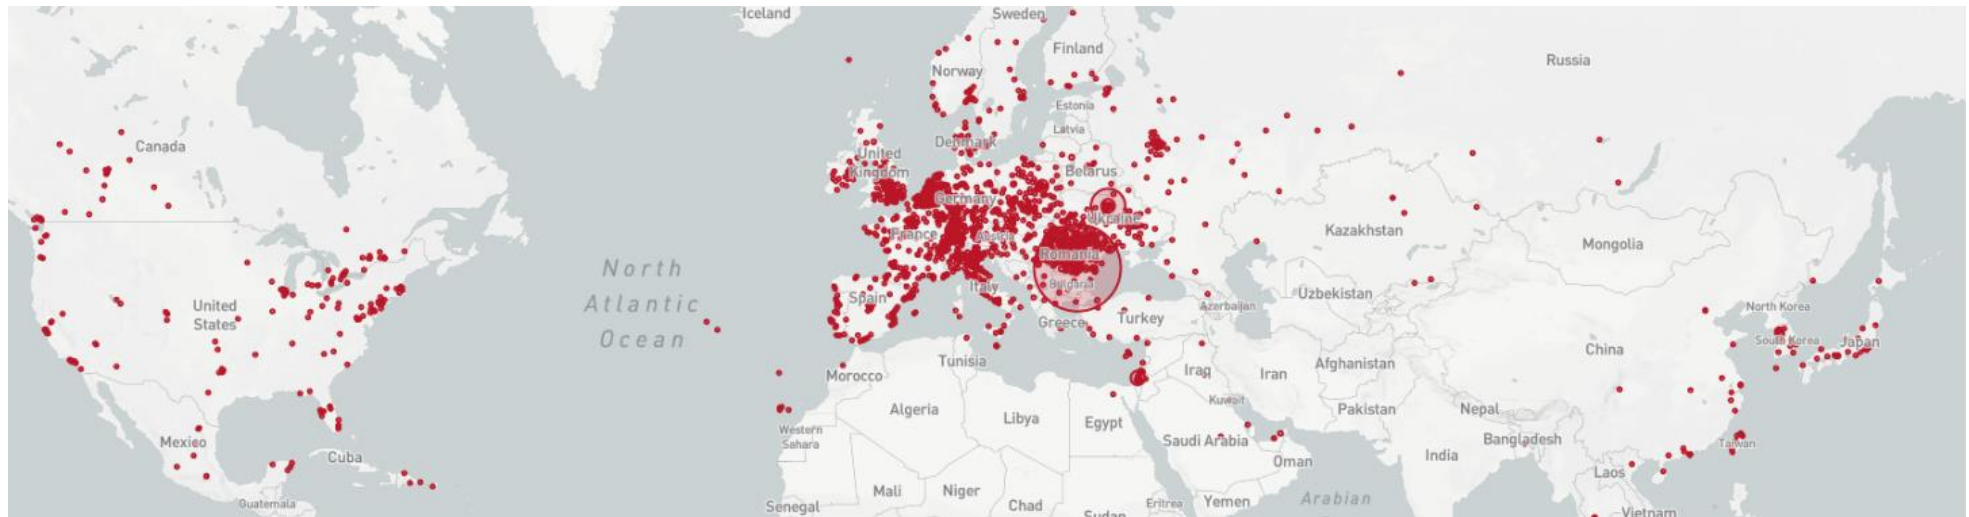 Iceland
Sweden
Finland
Norway
Russia
Estonia
Latvia
Canada
Denmark
United
Kingdom
Belarus
Germany
Ukraine
France
Austria
Kazakhstan
Mongolia
Romania
North
Atlantic
Ocean
Italy
Bulgaria
Spain
Uzbekistan
United
States
Azerbaijan
North Korea
Greece
Turkey
South Korea
Japan
China
Tunisia
Afghanistan
Morocco
Iraq
Iran
Algeria
Kuwait
Pakistan
Nepal
Libya
Egypt
Western
Sahara
Mexico
Saudi Arabia
Bangladesh
Taiwan
Cuba
India
Oman
Laos
Mali
Niger
Guatemala
Senegal
Chad
Eritrea
Yemen
Arabian
Sudan
Vietnam